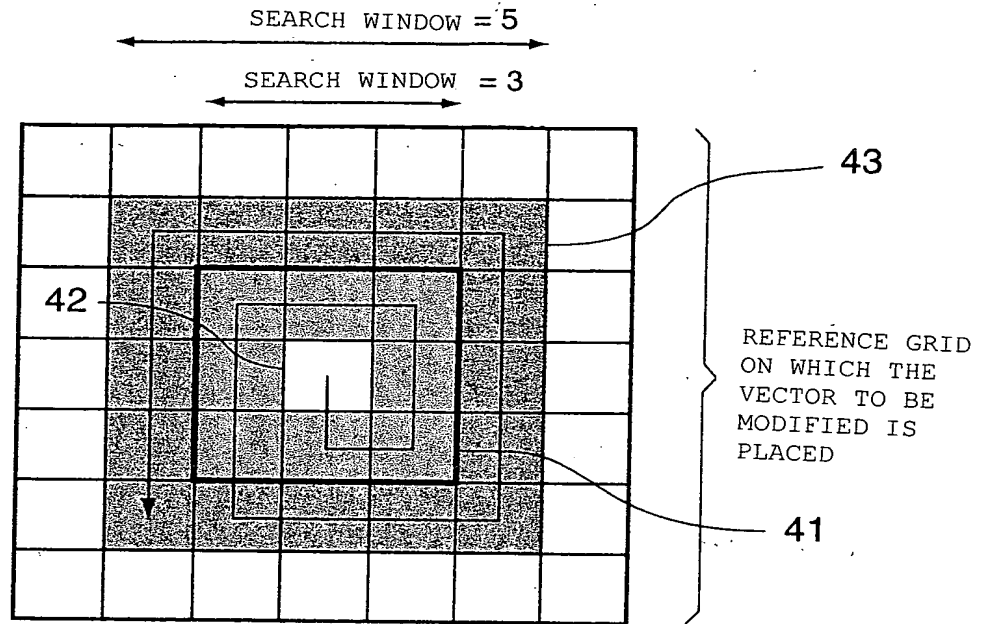 SEARCH WINDOW = 5
SEARCH WINDOW = 3
43
42
REFERENCE GRID
ON WHICH THE
VECTOR TO BE
MODIFIED IS
PLACED
41